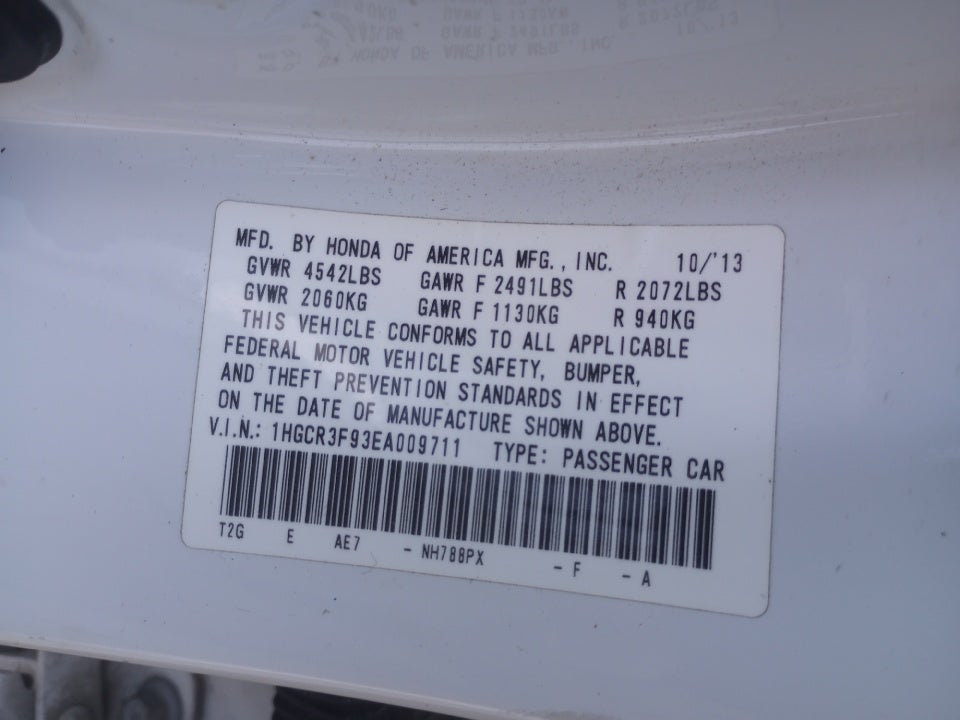 MFD. BY HONDA OF AMERICA MFG., INC. 10/'13
GVWR 4542LBS GAWR F 2491LBS R 2072LBS
GVWR 2060KG GAWR F 1130KG R 940KG
THIS VEHICLE CONFORMS TO ALL APPLICABLE
FEDERAL MOTOR VEHICLE SAFETY, BUMPER,
AND THEFT PREVENTION STANDARDS IN EFFECT
ON THE DATE OF MANUFACTURE SHOWN ABOVE.
V.I.N.: 1HGCR3F93EA009711 TYPE: PASSENGER CAR
T2G E AE7 - NH788PX - F - A